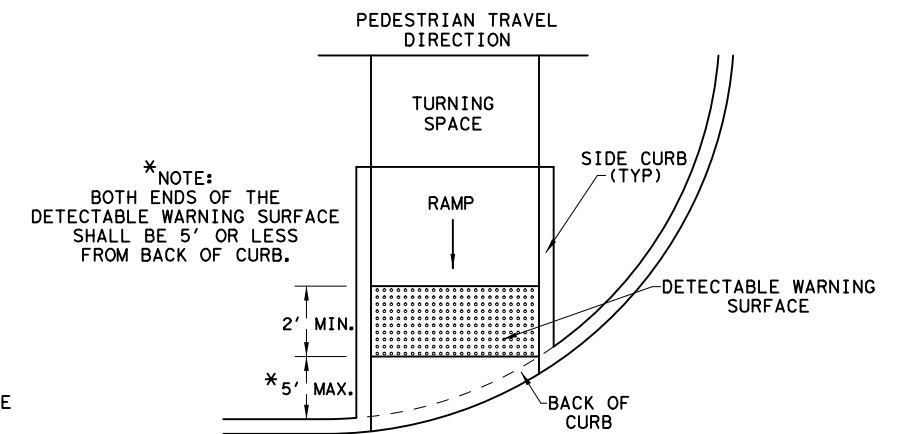 PEDESTRIAN TRAVEL
DIRECTION
TURNING
SPACE
SIDE CURB
(TYP)
*NOTE:
BOTH ENDS OF THE
DETECTABLE WARNING SURFACE
SHALL BE 5' OR LESS
FROM BACK OF CURB.
RAMP
DETECTABLE WARNING
SURFACE
2' MIN.
*5' MAX.
BACK OF
CURB
E